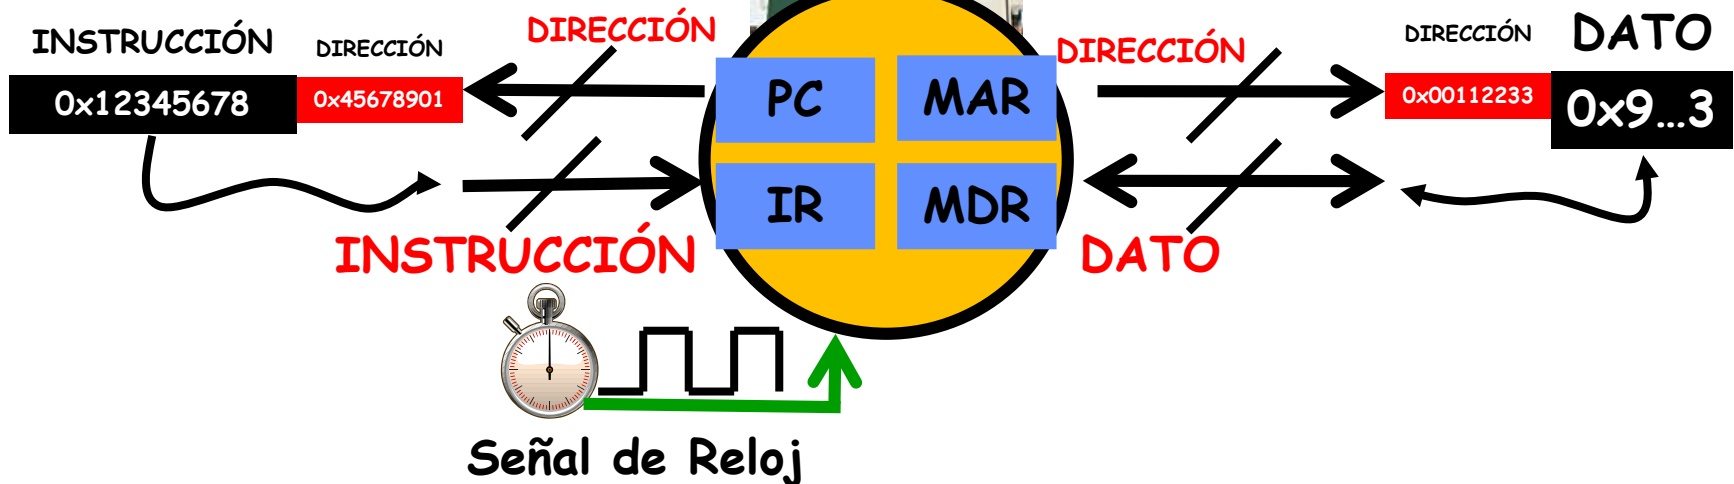 INSTRUCCIÓN
DIRECCIÓN
DIRECCIÓN
DIRECCIÓN
DIRECCIÓN
DATO
0x12345678
0x45678901
PC
MAR
0x00112233
0x9...3
IR
MDR
INSTRUCCIÓN
DATO
Señal de Reloj